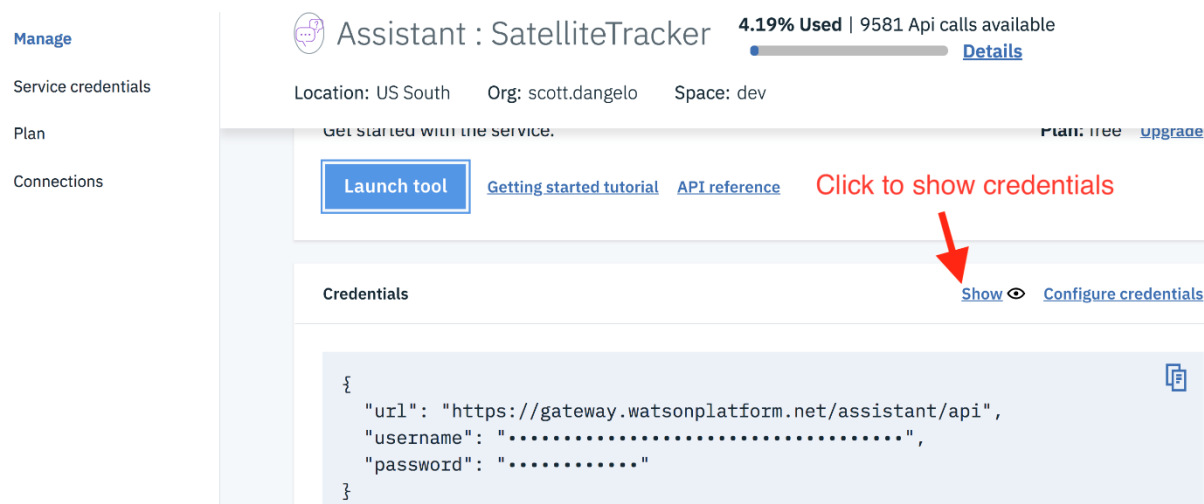 Manage
Service credentials
Plan
Connections
Assistant : SatelliteTracker
4.19% Used | 9581 Api calls available
Details
Location: US South Org: scott.dangelo Space: dev
Get started with the service.
Plan: free Upgrade
Launch tool Getting started tutorial API reference
Click to show credentials
Credentials
Show Configure credentials
{
"url": "https://gateway.watsonplatform.net/assistant/api",
"username": "••••••••••••••••••••••••••••••••••••",
"password": "••••••••••••"
}